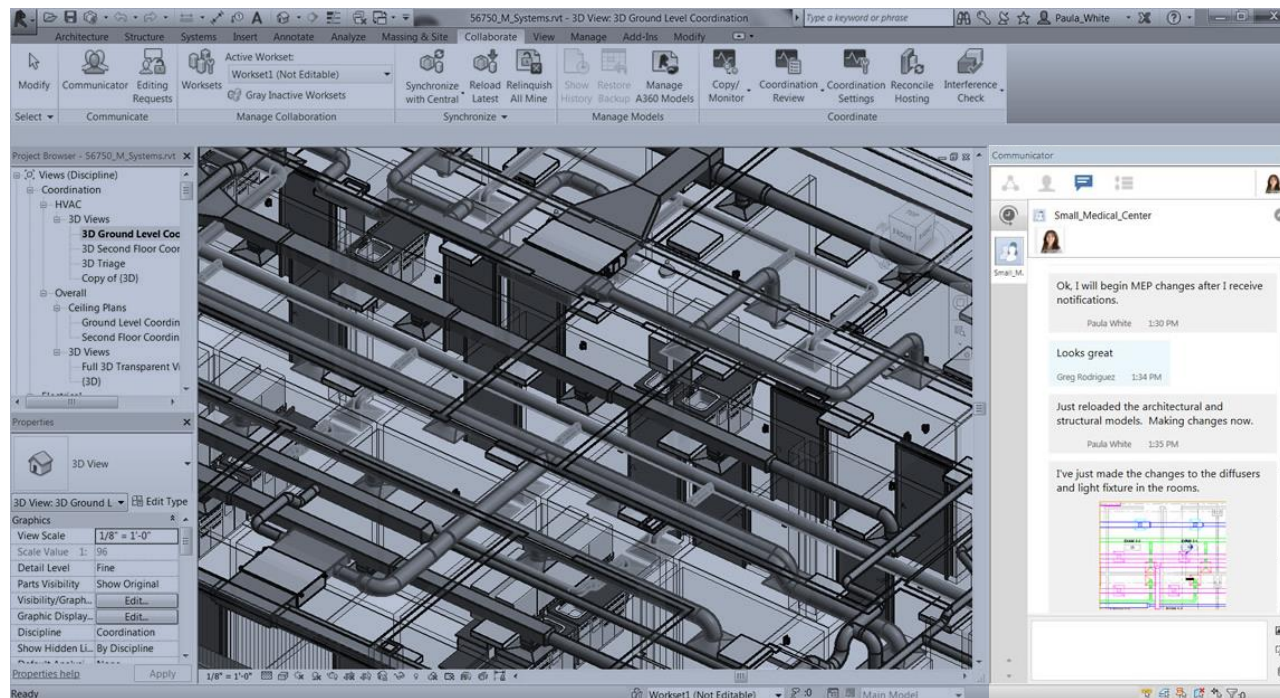 56750_M_Systems.rvt - 3D View: 3D Ground Level Coordination
Type a keyword or phrase
Paula_White
Architecture Structure Systems Insert Annotate Analyze Massing & Site Collaborate View Manage Add-Ins Modify
Modify
Communicator
Editing Requests
Worksets
Active Workset:
Workset1 (Not Editable)
Gray Inactive Worksets
Synchronize with Central
Reload Latest
Relinquish All Mine
Show History
Restore Backup
Manage A360 Models
Copy/ Monitor
Coordination Review
Coordination Settings
Reconcile Hosting
Interference Check
Select
Communicate
Manage Collaboration
Synchronize
Manage Models
Coordinate
Project Browser - 56750_M_Systems.rvt
Views (Discipline)
Coordination
HVAC
3D Views
3D Ground Level Coc
3D Second Floor Coor
3D Triage
Copy of {3D}
Overall
Ceiling Plans
Ground Level Coordin
Second Floor Coordin
3D Views
Full 3D Transparent Vi
{3D}
Properties
3D View
3D View: 3D Ground L
Edit Type
Graphics
View Scale 1/8" = 1'-0"
Scale Value 1: 96
Detail Level Fine
Parts Visibility Show Original
Visibility/Graph... Edit...
Graphic Display... Edit...
Discipline Coordination
Show Hidden Li... By Discipline
Properties help
Apply
TOP
FRONT
1/8" = 1'-0"
Ready
Workset1 (Not Editable)
:0
Main Model
Communicator
Small_Medical_Center
Small_M.
Ok, I will begin MEP changes after I receive
notifications.
Paula White 1:30 PM
Looks great
Greg Rodriguez 1:34 PM
Just reloaded the architectural and
structural models. Making changes now.
Paula White 1:35 PM
I've just made the changes to the diffusers
and light fixture in the rooms.